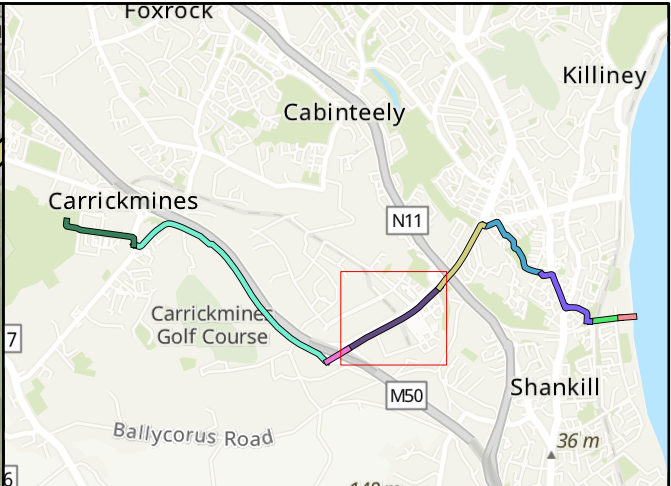 Foxrock
Killiney
Cabinteely
Carrickmines
N11
Carrickmines
Golf Course
7
M50
Shankill
Ballycorus Road
36 m
6